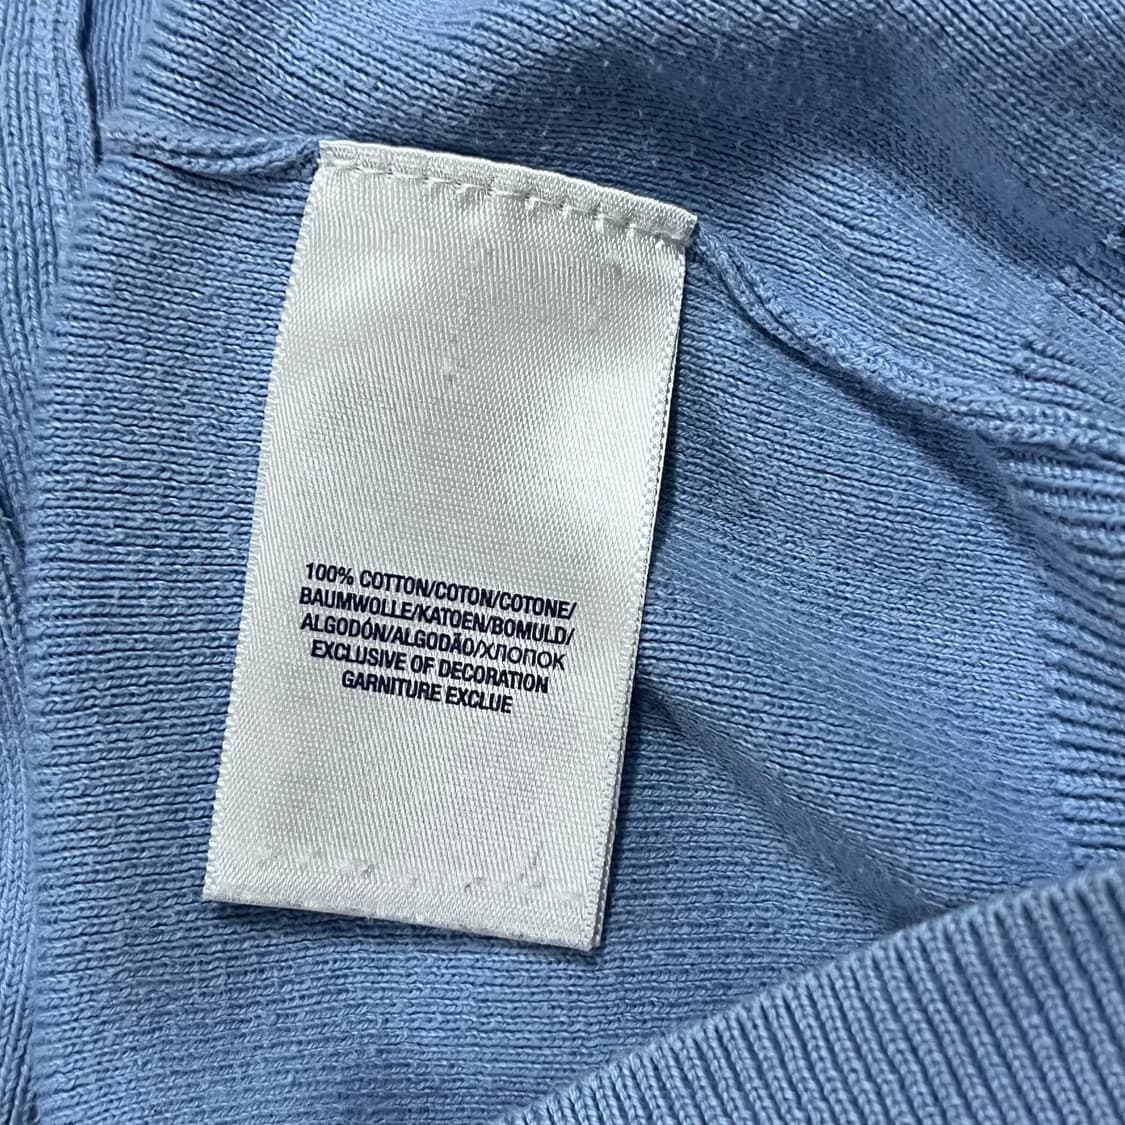 100% COTTON/COTON/COTONE/
BAUMWOLLE/KATOEN/BOMULD/
ALGODÓN/ALGODÃO/ХЛОПОК
EXCLUSIVE OF DECORATION
GARNITURE EXCLUE